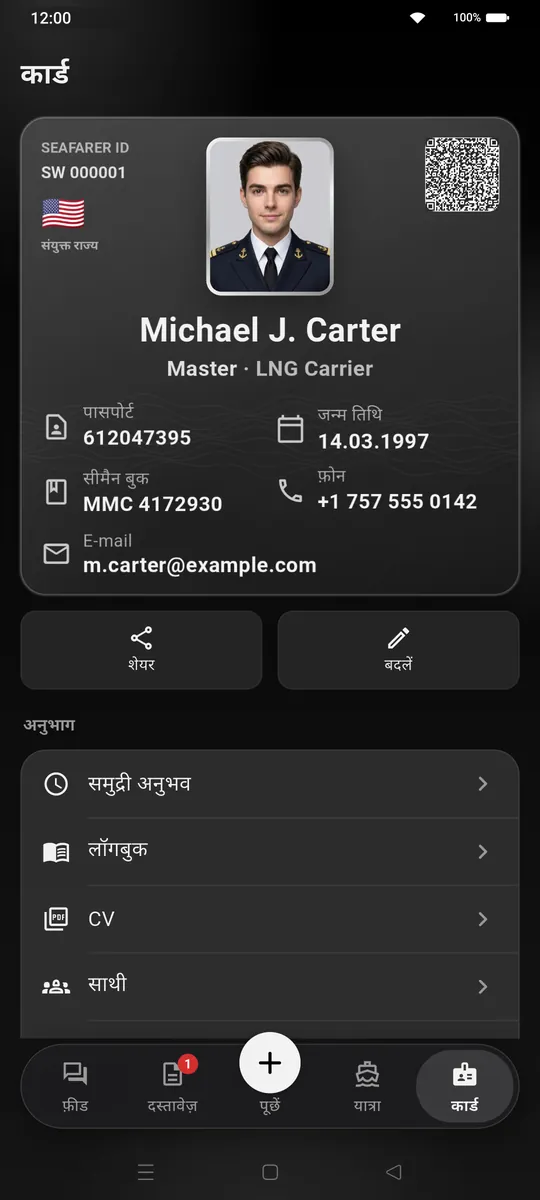 12:00
100%
कार्ड
SEAFARER ID
SW 000001
संयुक्त राज्य
Michael J. Carter
Master · LNG Carrier
पासपोर्ट
612047395
जन्म तिथि
14.03.1997
सीमैन बुक
MMC 4172930
फ़ोन
+1 757 555 0142
E-mail
m.carter@example.com
शेयर
बदलें
अनुभाग
समुद्री अनुभव
लॉगबुक
PDF
CV
साथी
1
फ़ीड
दस्तावेज़
पूछें
यात्रा
कार्ड